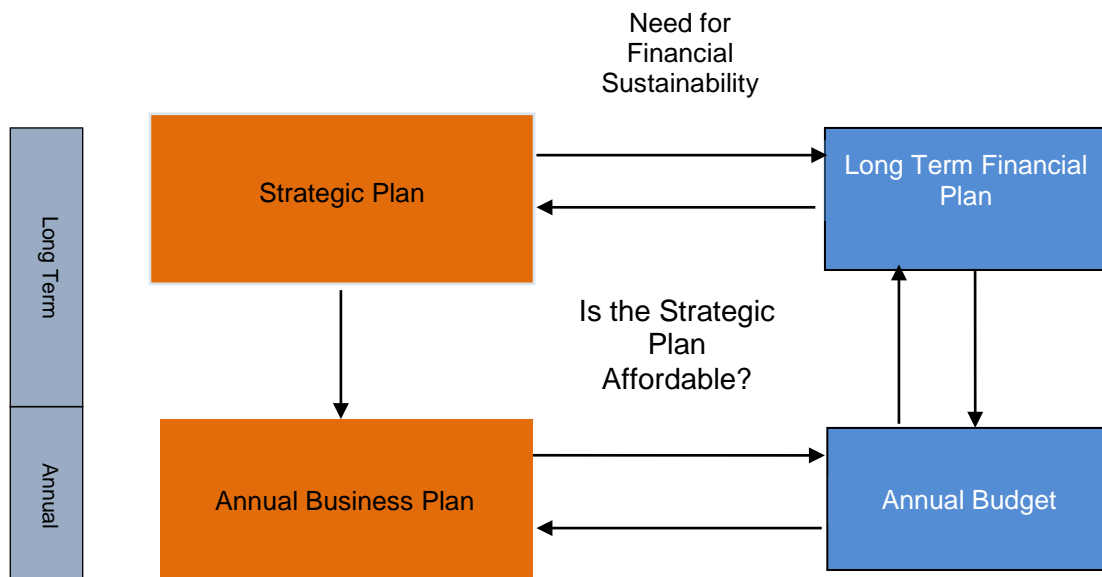 Need for
Financial
Sustainability
Long Term
Strategic Plan
Long Term Financial
Plan
Is the Strategic
Plan
Affordable?
Annual
Annual Business Plan
Annual Budget